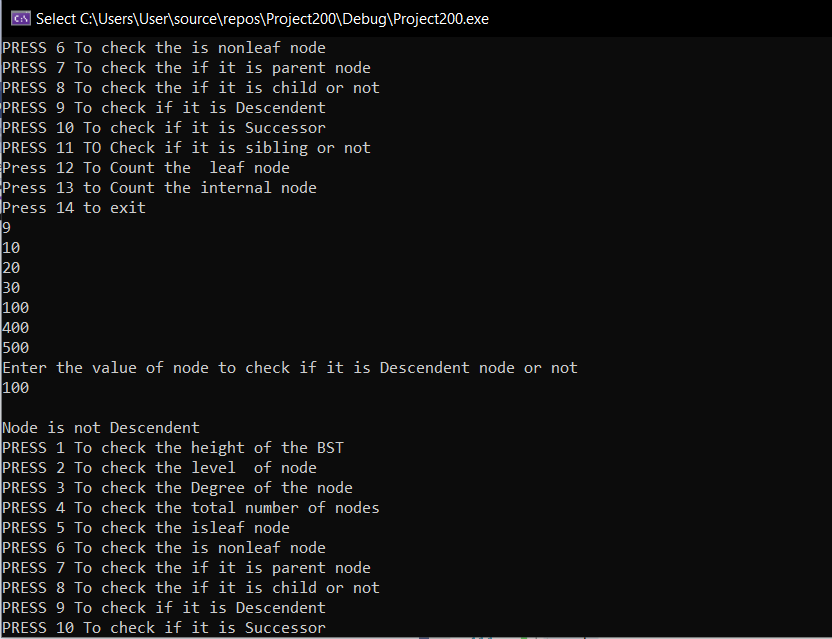 Select C:\Users\User\source\repos\Project200\Debug\Project200.exe
PRESS 6 To check the is nonleaf node
PRESS 7 To check the if it is parent node
PRESS 8 To check the if it is child or not
PRESS 9 To check if it is Descendent
PRESS 10 To check if it is Successor
PRESS 11 TO Check if it is sibling or not
Press 12 To Count the  leaf node
Press 13 to Count the internal node
Press 14 to exit
9
10
20
30
100
400
500
Enter the value of node to check if it is Descendent node or not
100
Node is not Descendent
PRESS 1 To check the height of the BST
PRESS 2 To check the level  of node
PRESS 3 To check the Degree of the node
PRESS 4 To check the total number of nodes
PRESS 5 To check the isleaf node
PRESS 6 To check the is nonleaf node
PRESS 7 To check the if it is parent node
PRESS 8 To check the if it is child or not
PRESS 9 To check if it is Descendent
PRESS 10 To check if it is Successor